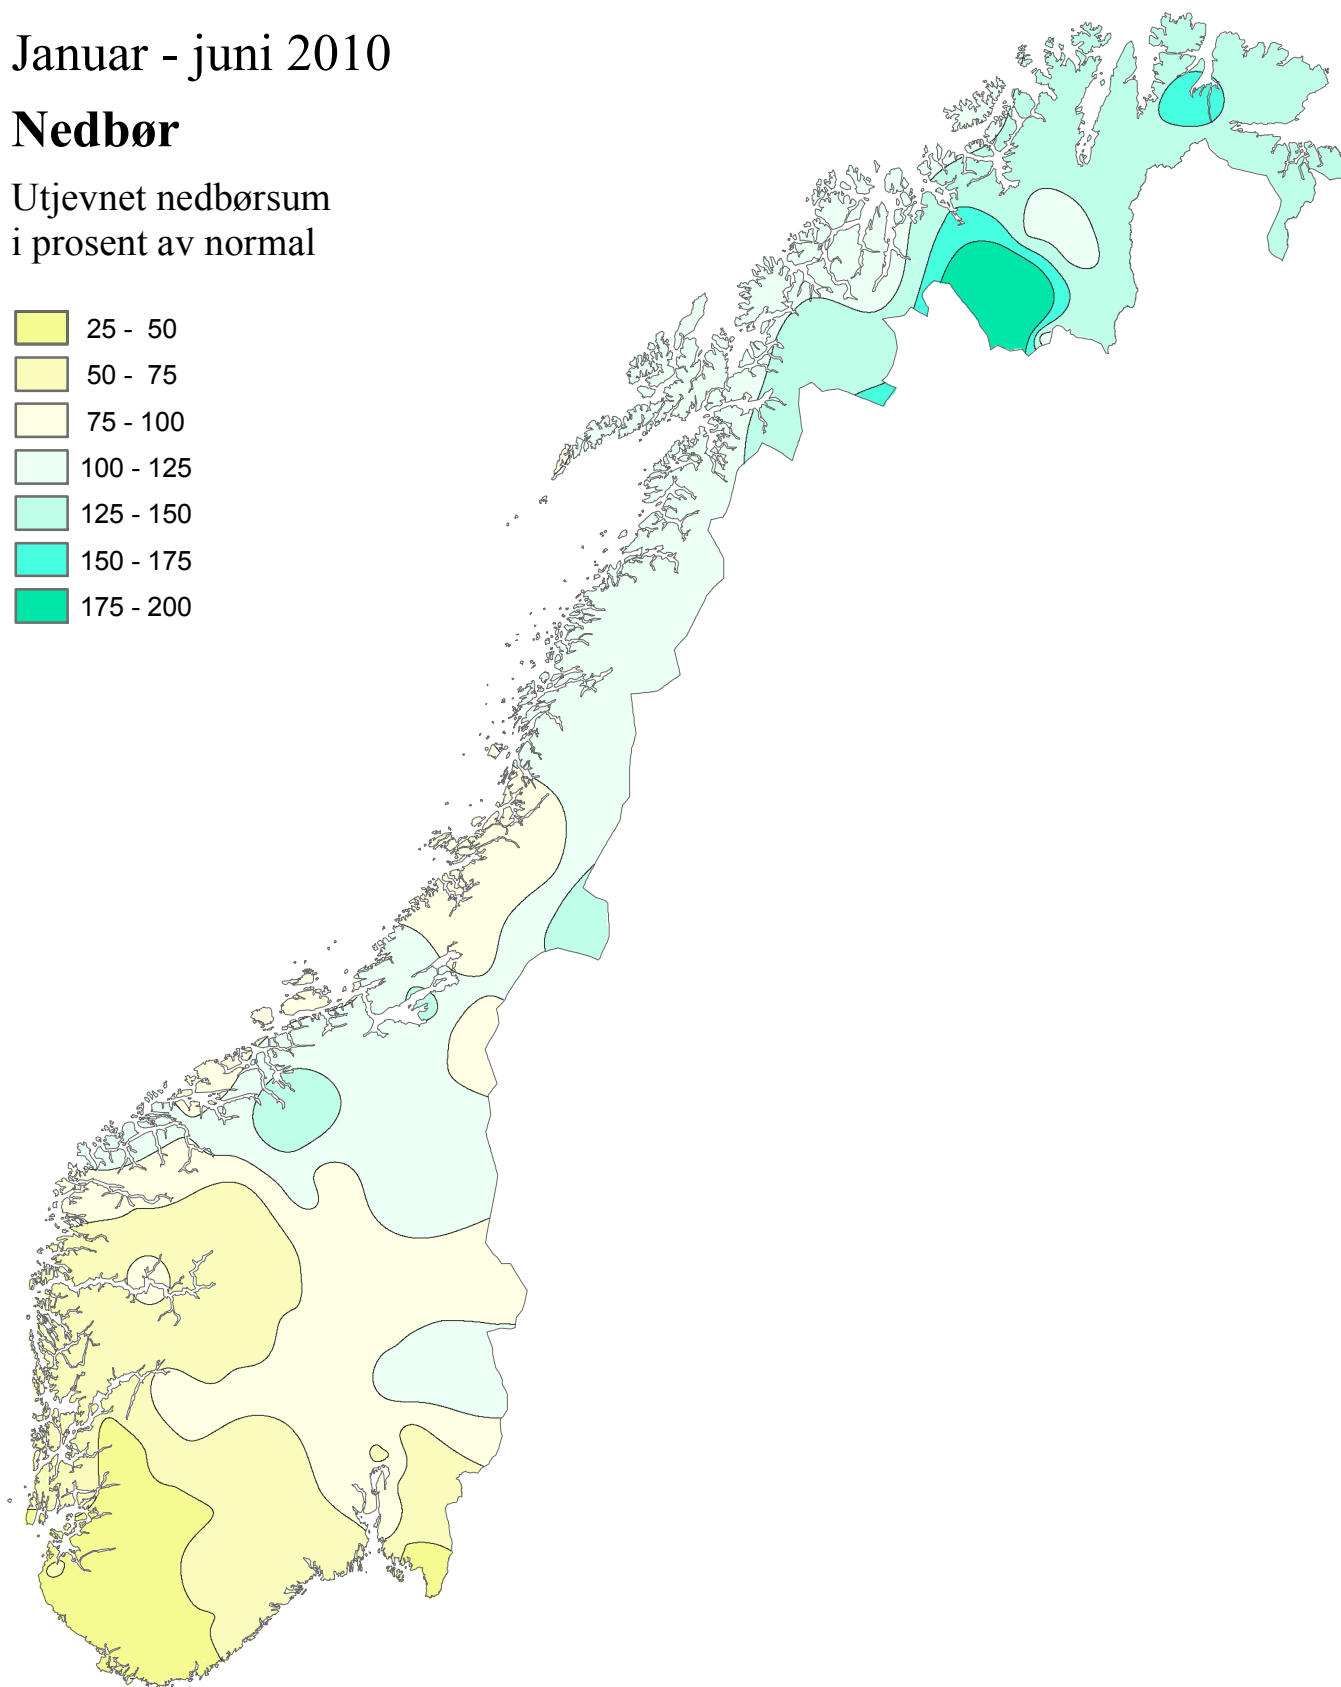 Januar - juni 2010
Nedbør
Utjevnet nedbørsum
i prosent av normal
25 - 50
50 - 75
75 - 100
100 - 125
125 - 150
150 - 175
175 - 200